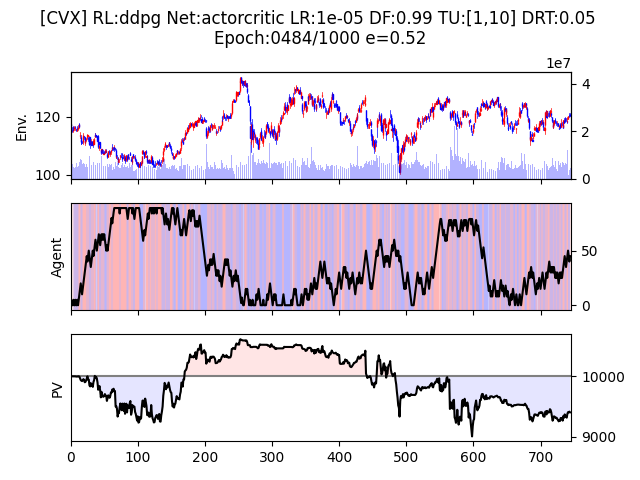 [CVX] RL:ddpg Net:actorcritic LR:1e-05 DF:0.99 TU:[1,10] DRT:0.05
Epoch:0484/1000 e=0.52
1e7
Env.
120
100
4
2
0
Agent
50
0
PV
10000
9000
0 100 200 300 400 500 600 700